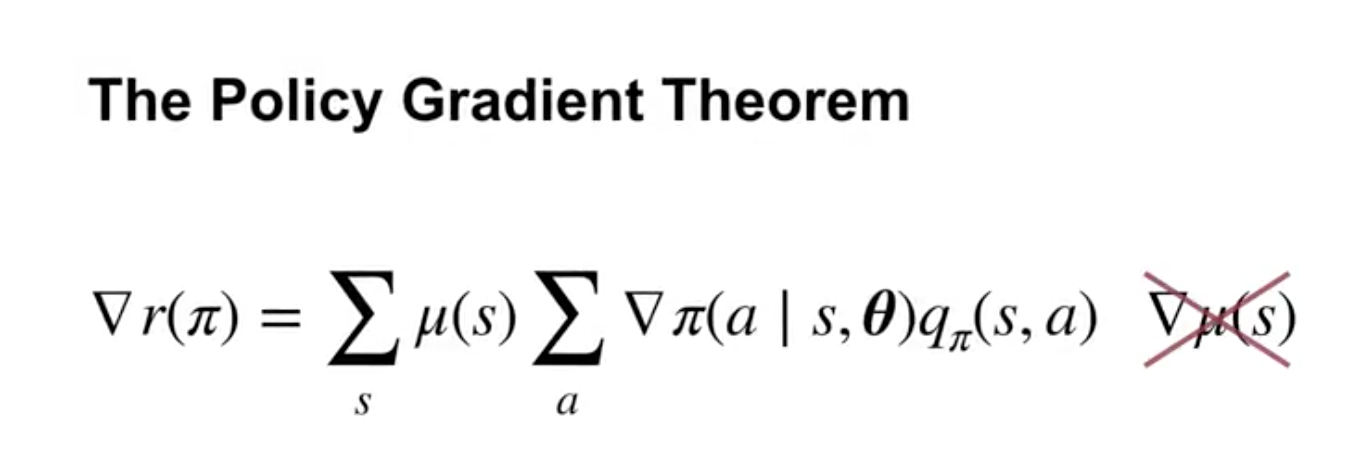 The Policy Gradient Theorem
∇r(π) = ∑ μ(s) ∑ ∇π(a | s, θ)q_π(s, a) ∇μ(s)
s a